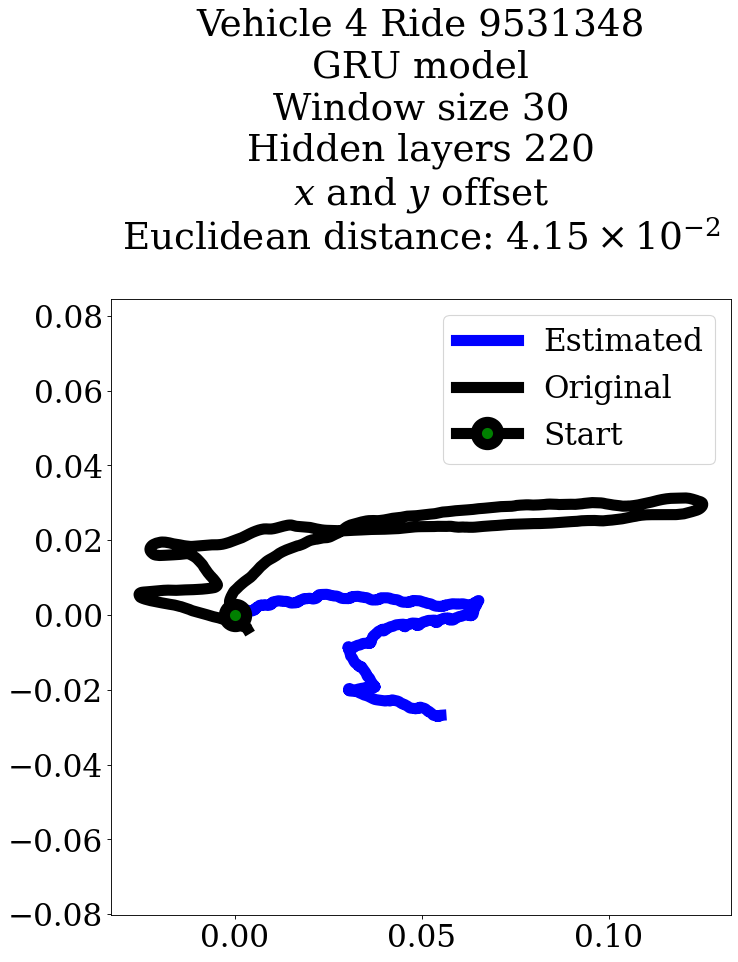 Vehicle 4 Ride 9531348
GRU model
Window size 30
Hidden layers 220
x and y offset
Euclidean distance: 4.15 × 10⁻²
Estimated
Original
Start
0.08
0.06
0.04
0.02
0.00
−0.02
−0.04
−0.06
−0.08
0.00 0.05 0.10